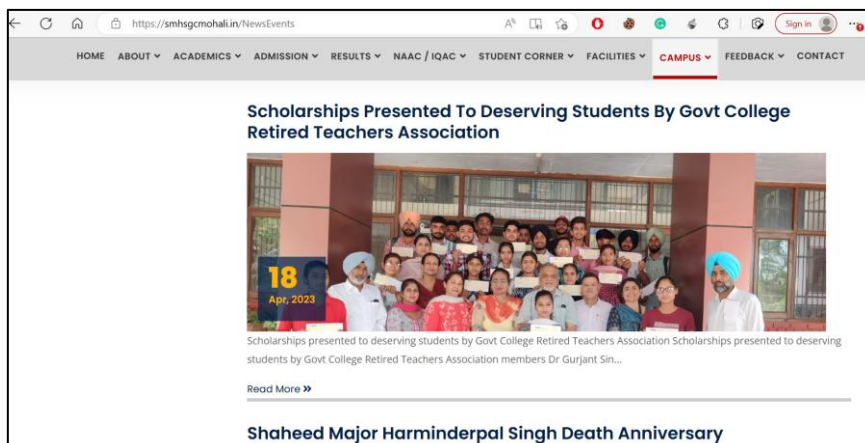 https://smhsgcmohali.in/NewsEvents
Sign in
HOME ABOUT ACADEMICS ADMISSION RESULTS NAAC / IQAC STUDENT CORNER FACILITIES CAMPUS FEEDBACK CONTACT
Scholarships Presented To Deserving Students By Govt College
Retired Teachers Association
18
Apr, 2023
Scholarships presented to deserving students by Govt College Retired Teachers Association Scholarships presented to deserving
students by Govt College Retired Teachers Association members Dr Gurjant Sin...
Read More »
Shaheed Major Harminderpal Singh Death Anniversary